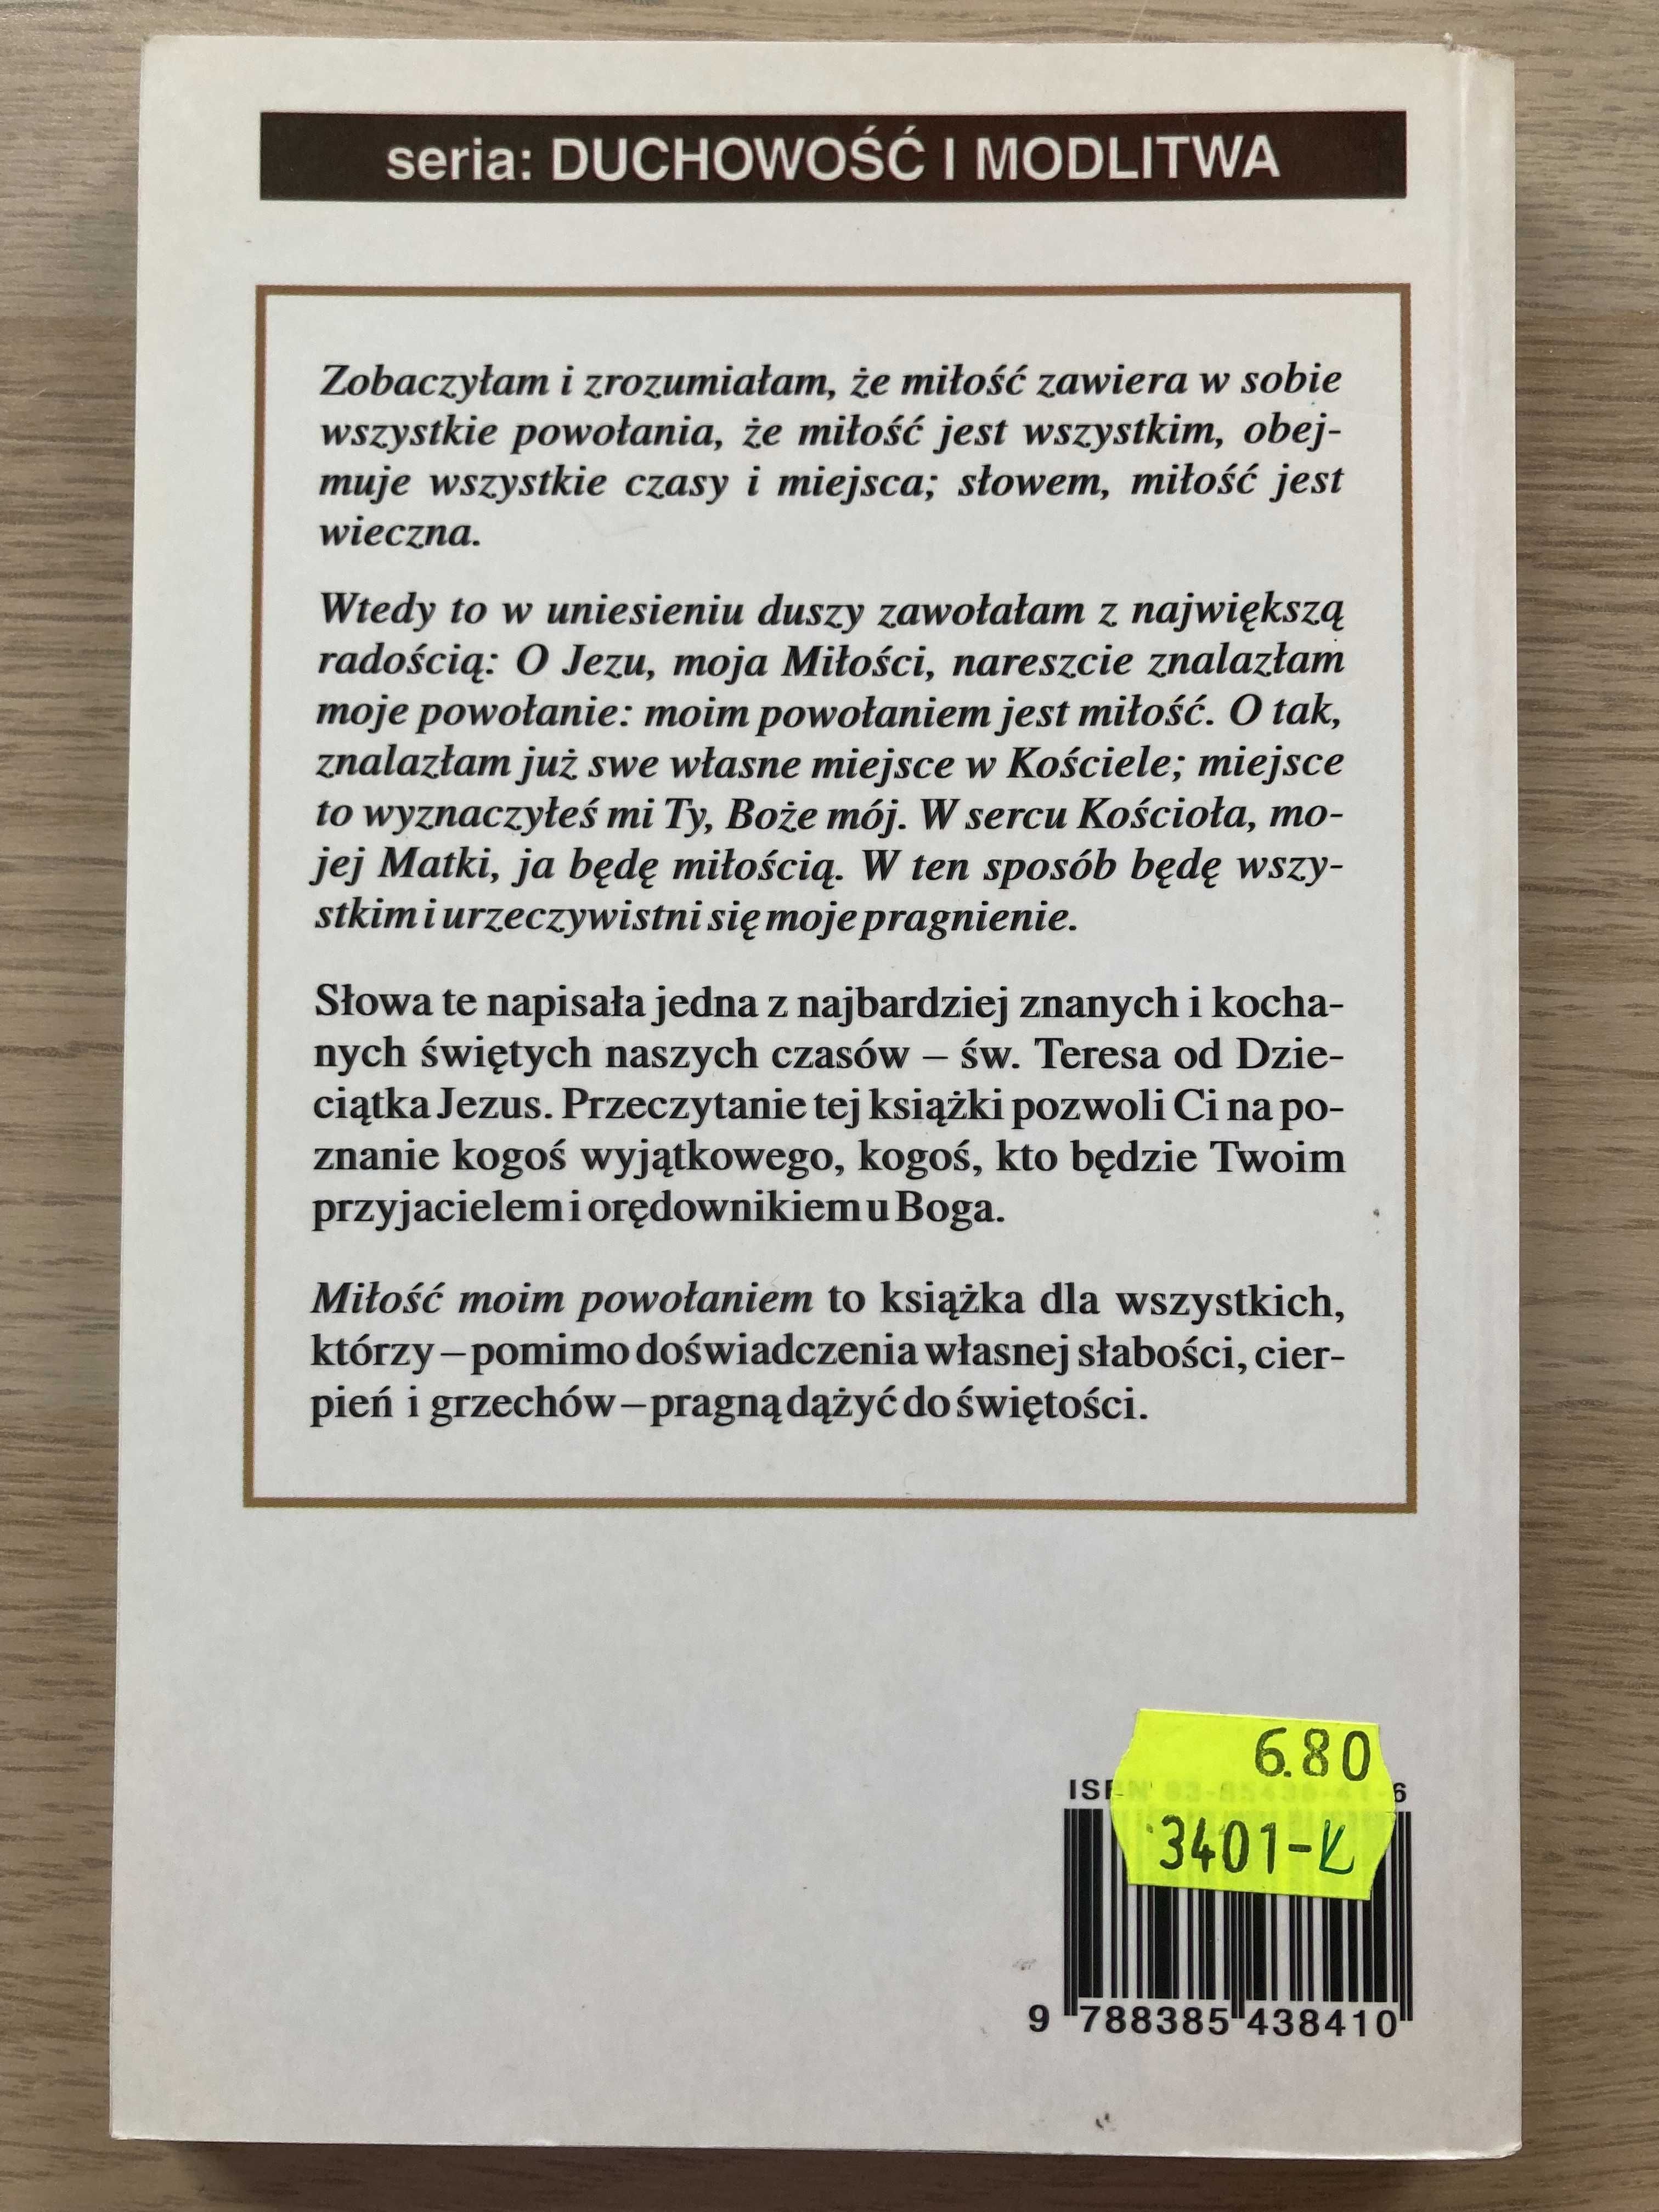 seria: DUCHOWOŚĆ I MODLITWA
Zobaczyłam i zrozumiałam, że miłość zawiera w sobie
wszystkie powołania, że miłość jest wszystkim, obej-
muje wszystkie czasy i miejsca; słowem, miłość jest
wieczna.
Wtedy to w uniesieniu duszy zawołałam z największą
radością: O Jezu, moja Miłości, nareszcie znalazłam
moje powołanie: moim powołaniem jest miłość. O tak,
znalazłam już swe własne miejsce w Kościele; miejsce
to wyznaczyłeś mi Ty, Boże mój. W sercu Kościoła, mo-
jej Matki, ja będę miłością. W ten sposób będę wszy-
stkim i urzeczywistni się moje pragnienie.
Słowa te napisała jedna z najbardziej znanych i kocha-
nych świętych naszych czasów – św. Teresa od Dzie-
ciątka Jezus. Przeczytanie tej książki pozwoli Ci na po-
znanie kogoś wyjątkowego, kogoś, kto będzie Twoim
przyjacielem i orędownikiem u Boga.
Miłość moim powołaniem to książka dla wszystkich,
którzy – pomimo doświadczenia własnej słabości, cier-
pień i grzechów – pragną dążyć do świętości.
6.80
ISBN 83-85438-41-6
3401-K
9 788385 438410